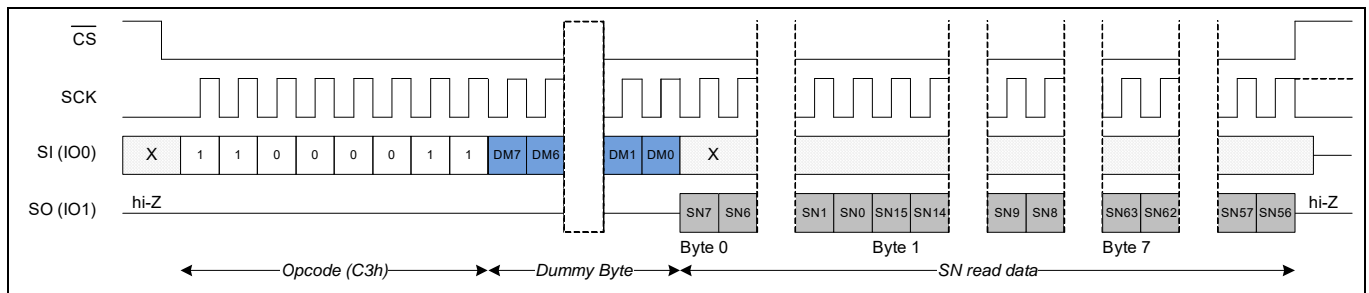 CS
SCK
SI (IO0) X 1 1 0 0 0 0 1 1 DM7 DM6 DM1 DM0 X
SO (IO1) hi-Z SN7 SN6 SN1 SN0 SN15 SN14 SN9 SN8 SN63 SN62 SN57 SN56 hi-Z
Byte 0 Byte 1 Byte 7
Opcode (C3h) Dummy Byte SN read data